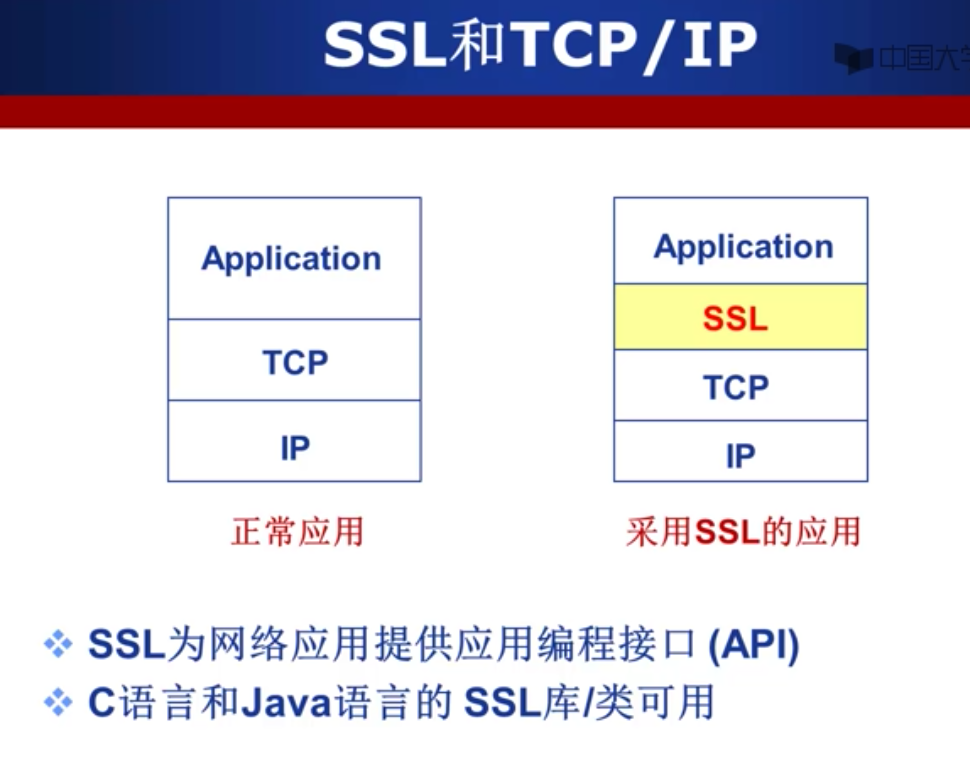 SSL和TCP/IP
中国大学
Application
TCP
IP
正常应用
Application
SSL
TCP
IP
采用SSL的应用
SSL为网络应用提供应用编程接口 (API)
C语言和Java语言的 SSL库/类可用